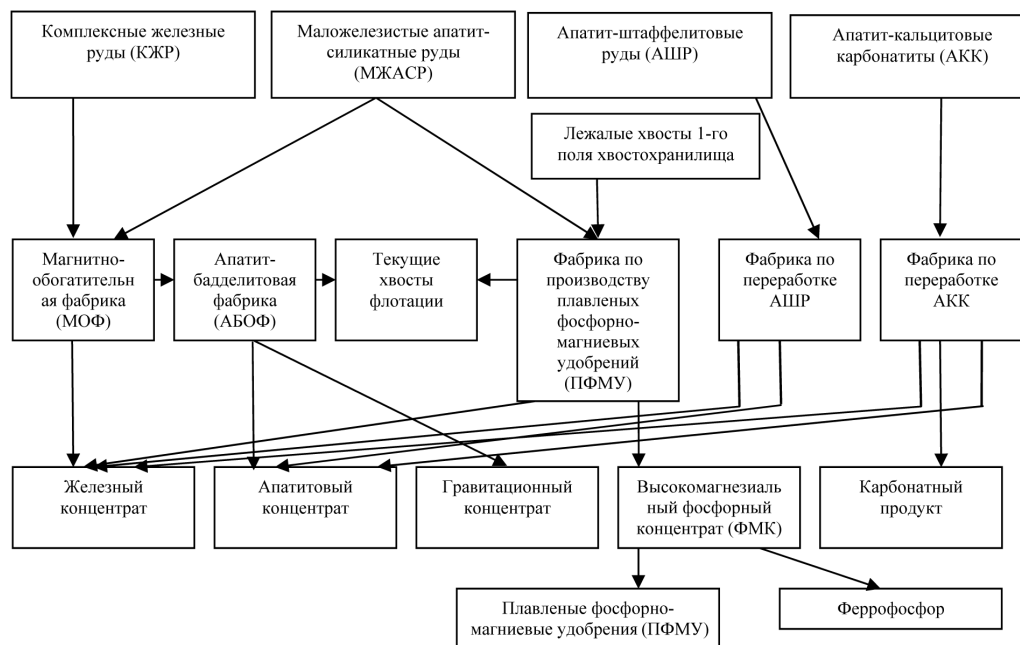 Комплексные железные
руды (КЖР)
Маложелезистые апатит-
силикатные руды
(МЖАСР)
Апатит-штаффелитовые
руды (АШР)
Апатит-кальцитовые
карбонатиты (АКК)
Лежалые хвосты 1-го
поля хвостохранилища
Магнитно-
обогатительн
ая фабрика
(МОФ)
Апатит-
бадделитовая
фабрика
(АБОФ)
Текущие
хвосты
флотации
Фабрика по
производству
плавленых
фосфорно-
магниевых
удобрений
(ПФМУ)
Фабрика по
переработке
АШР
Фабрика по
переработке
АКК
Железный
концентрат
Апатитовый
концентрат
Гравитационный
концентрат
Высокомагнезиаль
ный фосфорный
концентрат (ФМК)
Карбонатный
продукт
Плавленые фосфорно-
магниевые удобрения (ПФМУ)
Феррофосфор